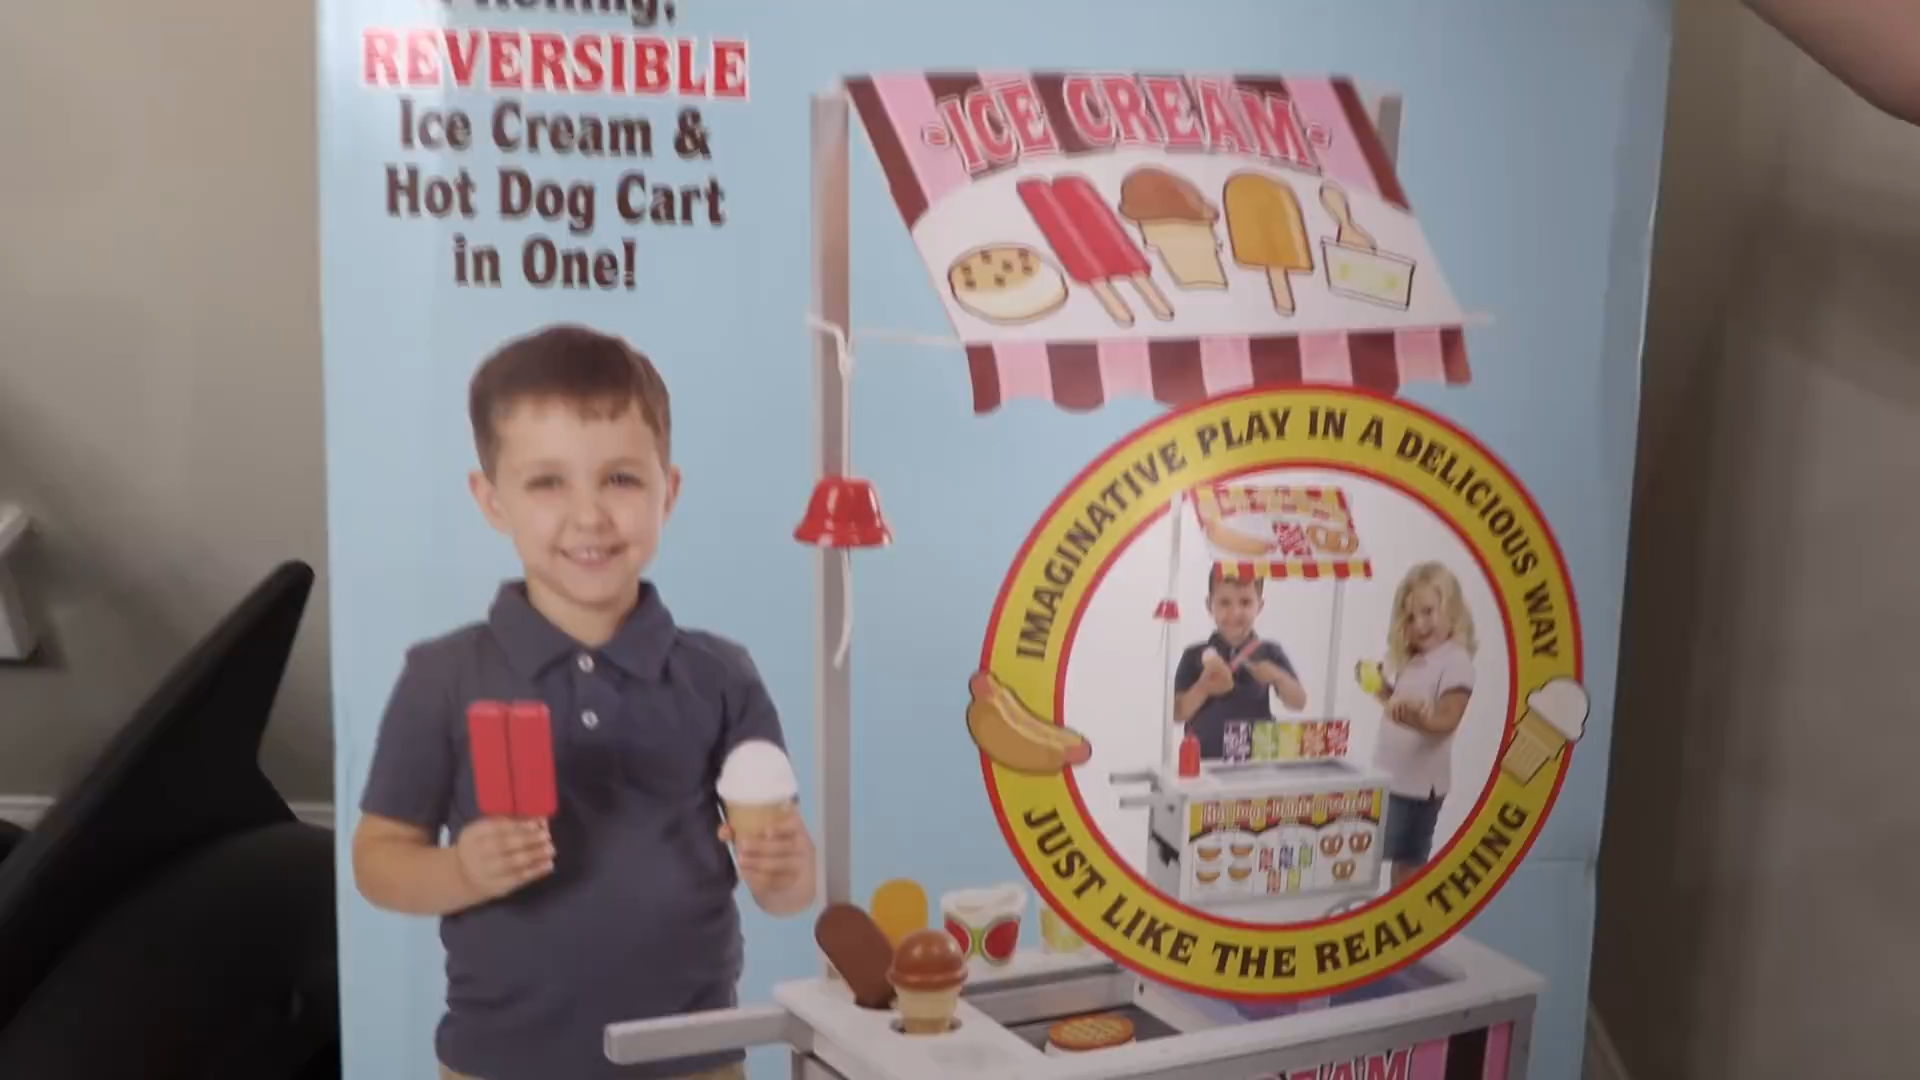 REVERSIBLE
Ice Cream &
Hot Dog Cart
in One!
·ICE CREAM·
IMAGINATIVE PLAY IN A DELICIOUS WAY
JUST LIKE THE REAL THING